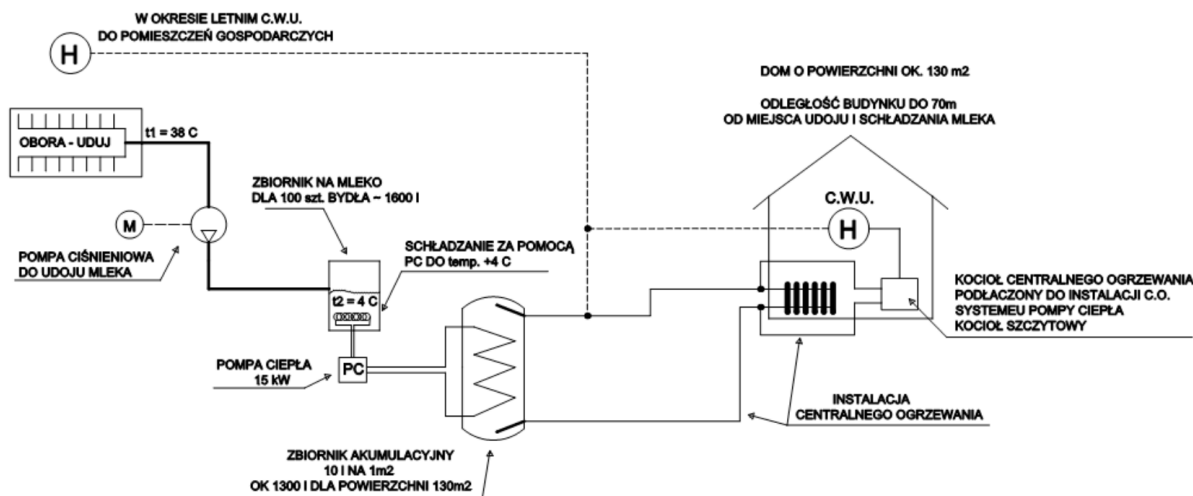 W OKRESIE LETNIM C.W.U.
DO POMIESZCZEŃ GOSPODARCZYCH
H
DOM O POWIERZCHNI OK. 130 m2
ODLEGŁOŚĆ BUDYNKU DO 70m
OD MIEJSCA UDOJU I SCHŁADZANIA MLEKA
t1 = 38 C
OBORA - UDUJ
ZBIORNIK NA MLEKO
DLA 100 szt. BYDŁA ~ 1600 l
C.W.U.
H
M
POMPA CIŚNIENIOWA
DO UDOJU MLEKA
SCHŁADZANIE ZA POMOCĄ
PC DO temp. +4 C
t2 = 4 C
KOCIOŁ CENTRALNEGO OGRZEWANIA
PODŁACZONY DO INSTALACJI C.O.
SYSTEMEU POMPY CIEPŁA
KOCIOŁ SZCZYTOWY
POMPA CIEPŁA
15 kW
PC
INSTALACJA
CENTRALNEGO OGRZEWANIA
ZBIORNIK AKUMULACYJNY
10 l NA 1m2
OK 1300 l DLA POWIERZCHNI 130m2